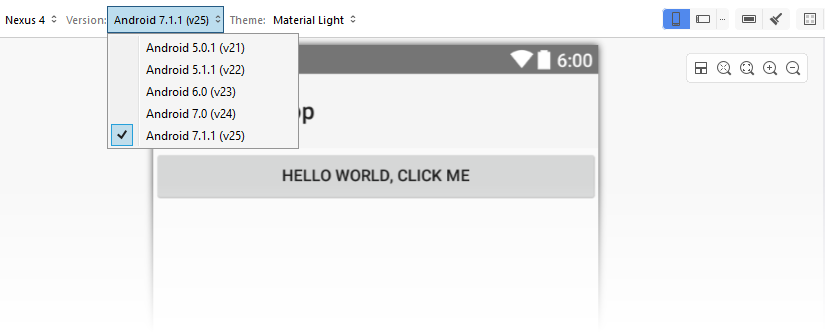 Nexus 4 Version: Android 7.1.1 (v25) Theme: Material Light
Android 5.0.1 (v21)
Android 5.1.1 (v22)
Android 6.0 (v23)
Android 7.0 (v24)
Android 7.1.1 (v25)
6:00
HELLO WORLD, CLICK ME